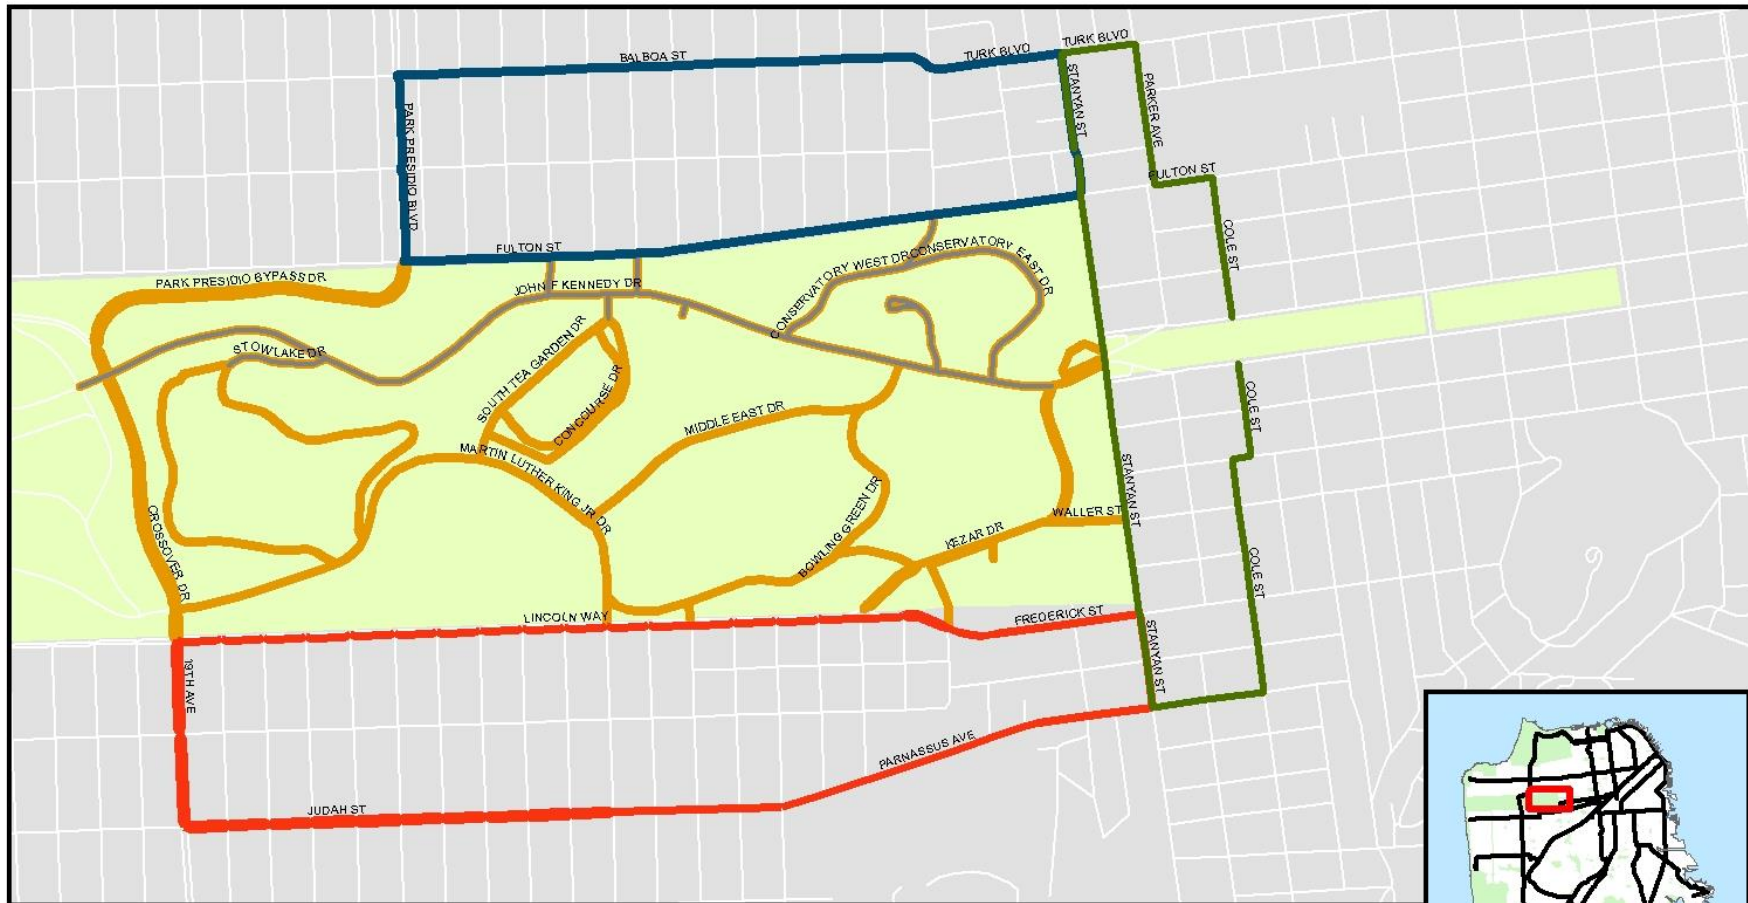 TURK BLVD
BALBOA ST
TURK BLVD
STANYAN ST
PARKER AVE
PARK PRESIDIO BLVD
FULTON ST
COLE ST
FULTON ST
CONSERVATORY WEST DR
CONSERVATORY EAST DR
PARK PRESIDIO BYPASS DR
JOHN F KENNEDY DR
STOW LAKE DR
SOUTH TEA GARDEN DR
CONCOURSE DR
COLE ST
MIDDLE EAST DR
MARTIN LUTHER KING JR DR
STANYAN ST
BOWLING GREEN DR
WALLER ST
KEZAR DR
CROSSOVER DR
COLE ST
LINCOLN WAY
FREDERICK ST
STANYAN ST
19TH AVE
PARNASSUS AVE
JUDAH ST